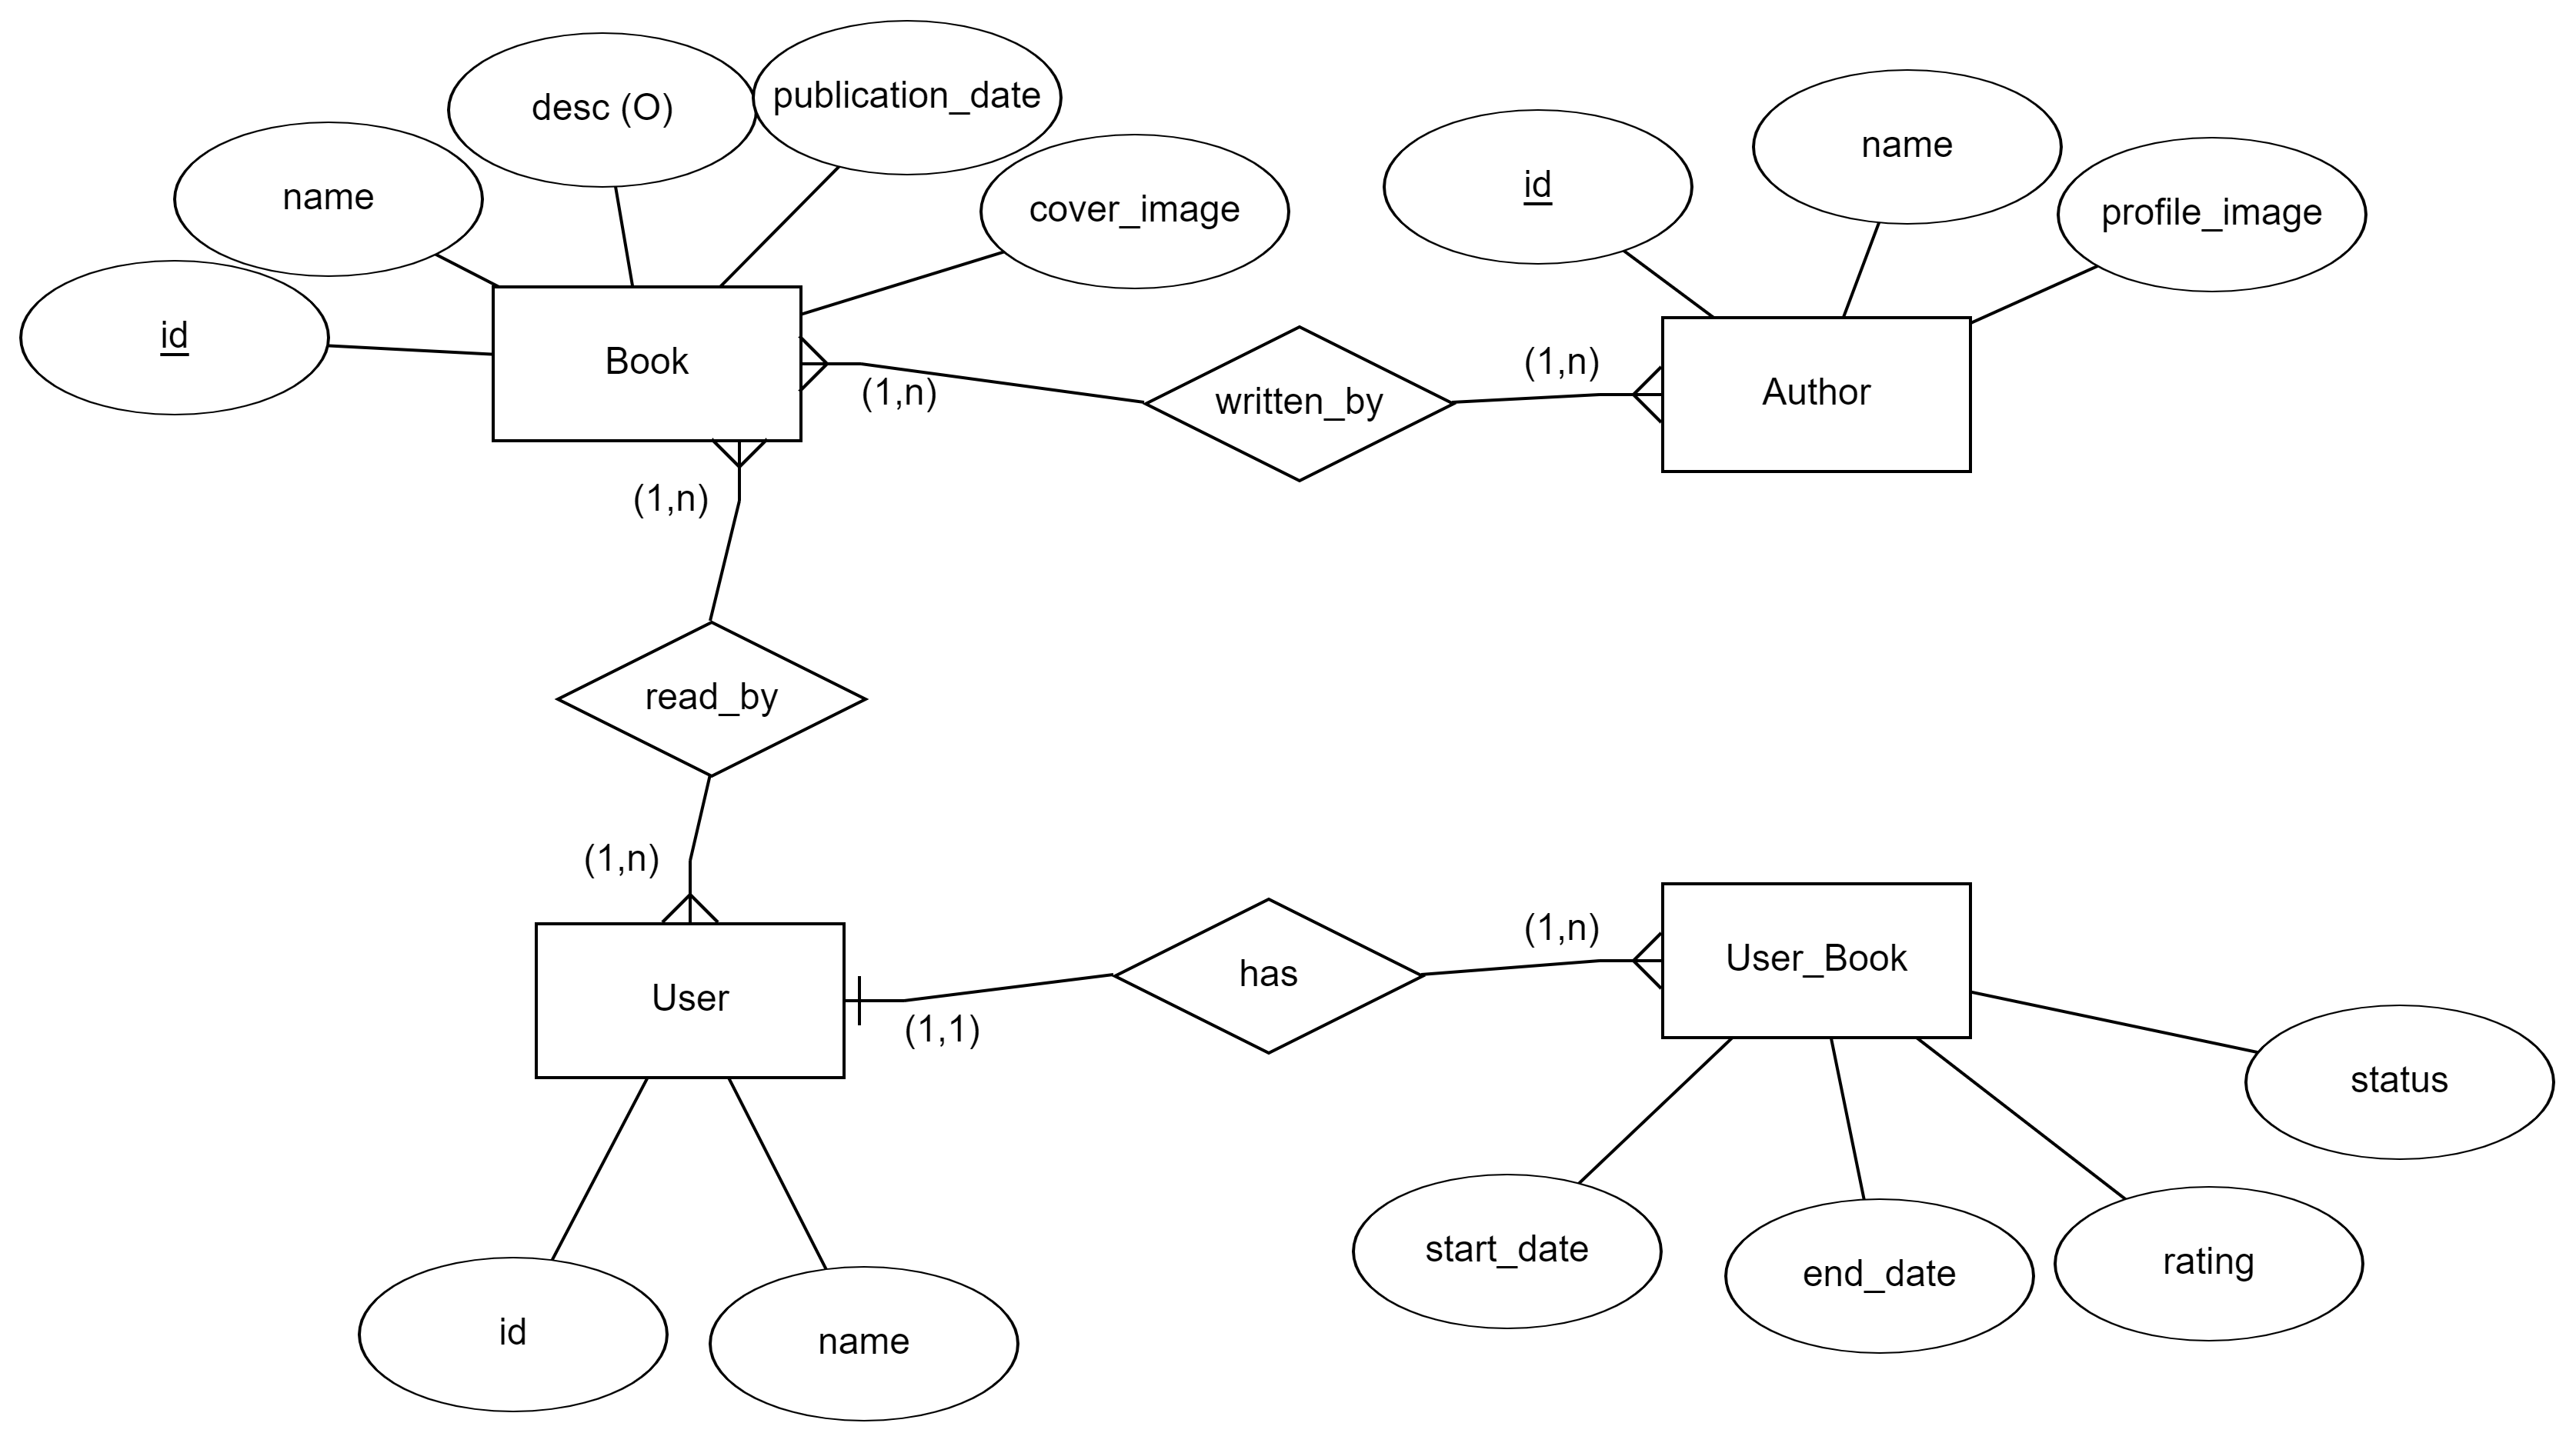 desc (O)
publication_date
name
cover_image
id
Book
(1,n)
written_by
(1,n)
id
name
profile_image
Author
(1,n)
read_by
(1,n)
User
(1,1)
has
(1,n)
User_Book
status
start_date
end_date
rating
id
name